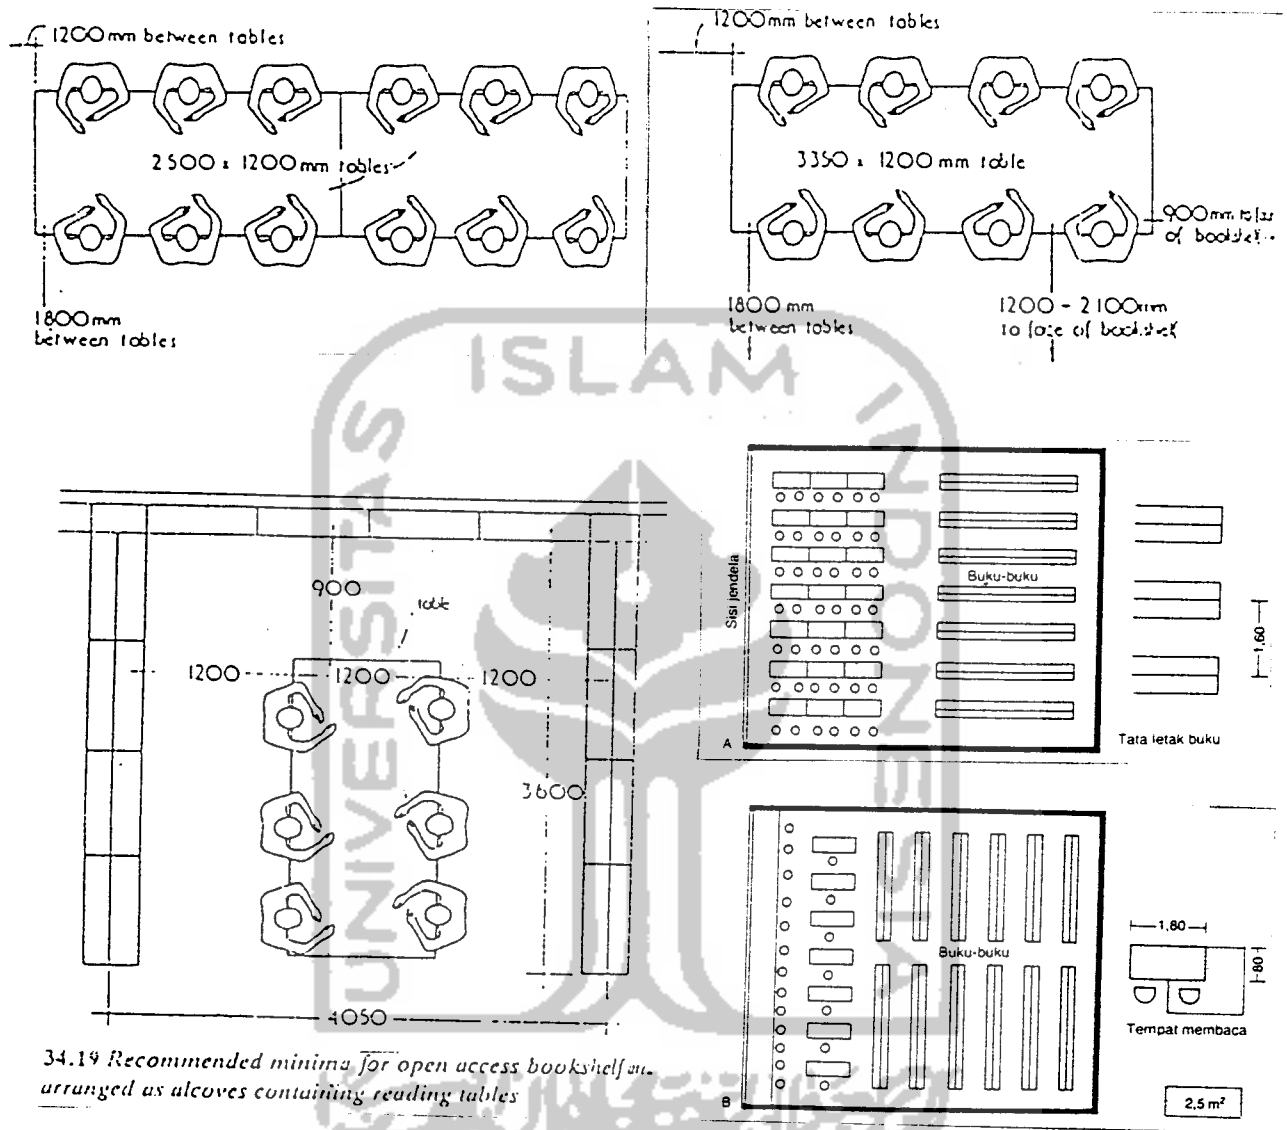 1200mm between tables
2500 x 1200mm tables
1800mm
between tables
1200mm between tables
3350 x 1200mm table
900mm to
of bookshelf
1800mm
between tables
1200 - 2100mm
to face of bookshelf
UNIVERSITAS ISLAM INDONESIA
900
table
1200
1200
1200
3600
4050
34.19 Recommended minima for open access bookshelf
arranged as alcoves containing reading tables
Sisi jendela
Buku-buku
A
1,60
Tata letak buku
Buku-buku
B
1,80
80
Tempat membaca
2,5 m²